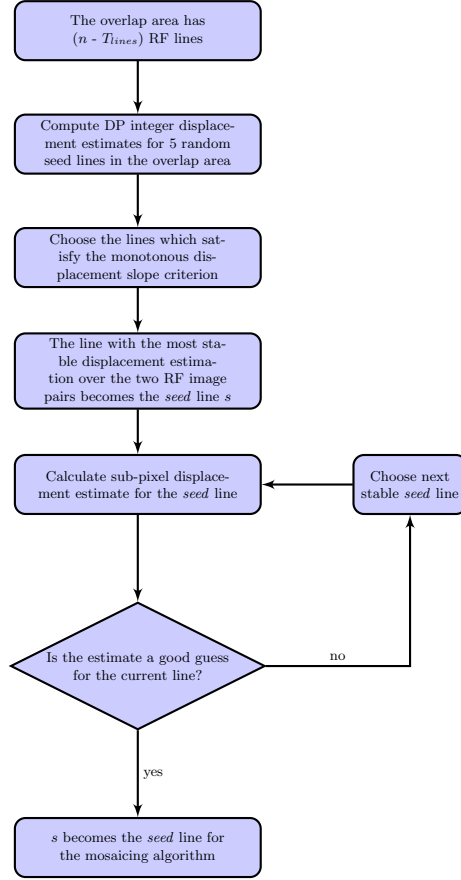 The overlap area has
(n - T_lines) RF lines
Compute DP integer displace-
ment estimates for 5 random
seed lines in the overlap area
Choose the lines which sat-
isfy the monotonous dis-
placement slope criterion
The line with the most sta-
ble displacement estima-
tion over the two RF image
pairs becomes the seed line s
Calculate sub-pixel displace-
ment estimate for the seed line
Choose next
stable seed line
Is the estimate a good guess
for the current line?
no
yes
s becomes the seed line for
the mosaicing algorithm